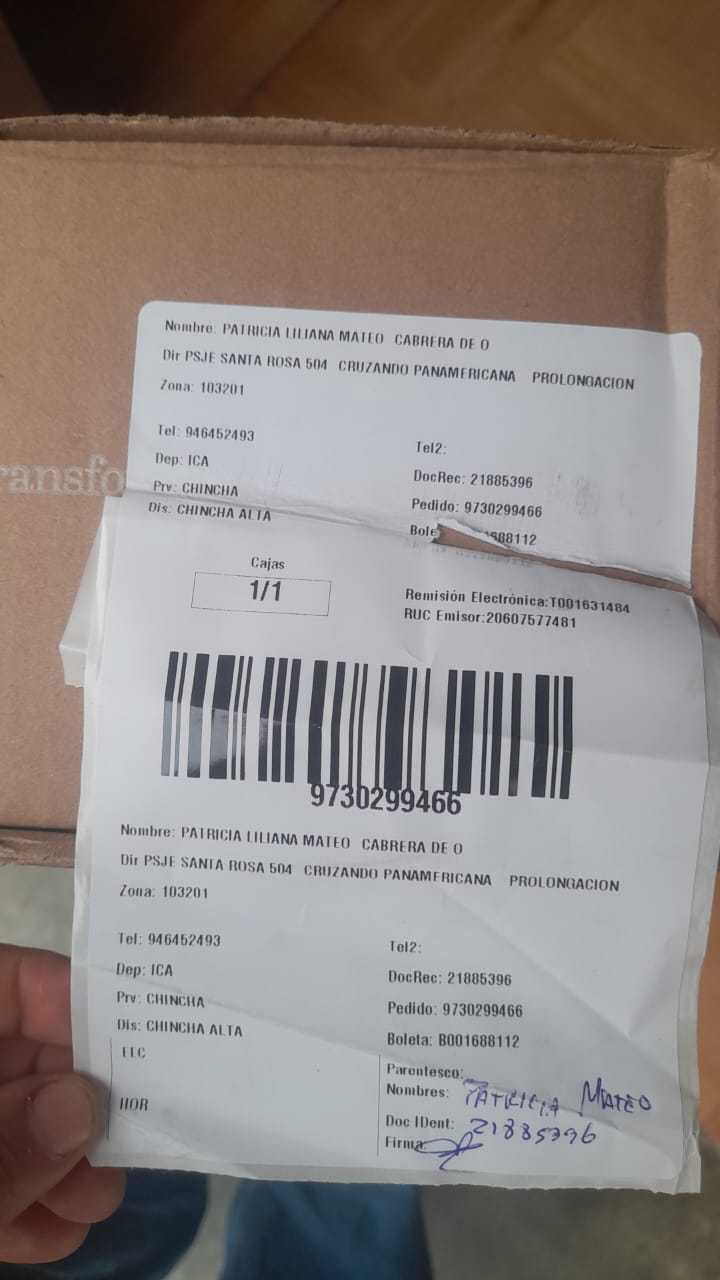 Nombre: PATRICIA LILIANA MATEO CABRERA DE O
Dir PSJE SANTA ROSA 504 CRUZANDO PANAMERICANA PROLONGACION
Zona: 103201
Tel: 946452493
Tel2:
Dep: ICA
DocRec: 21885396
ransfo
Prv: CHINCHA
Pedido: 9730299466
Dis: CHINCHA ALTA
Bole 688112
Cajas
1/1
Remisión Electrónica:T001631484
RUC Emisor:20607577481
9730299466
Nombre: PATRICIA LILIANA MATEO CABRERA DE O
Dir PSJE SANTA ROSA 504 CRUZANDO PANAMERICANA PROLONGACION
Zona: 103201
Tel: 946452493
Tel2:
Dep: ICA
DocRec: 21885396
Prv: CHINCHA
Pedido: 9730299466
Dis: CHINCHA ALTA
Boleta: B001688112
Parentesco:
Nombres: PATRICIA MATEO
HOR
Doc IDent: 21885396
Firma: